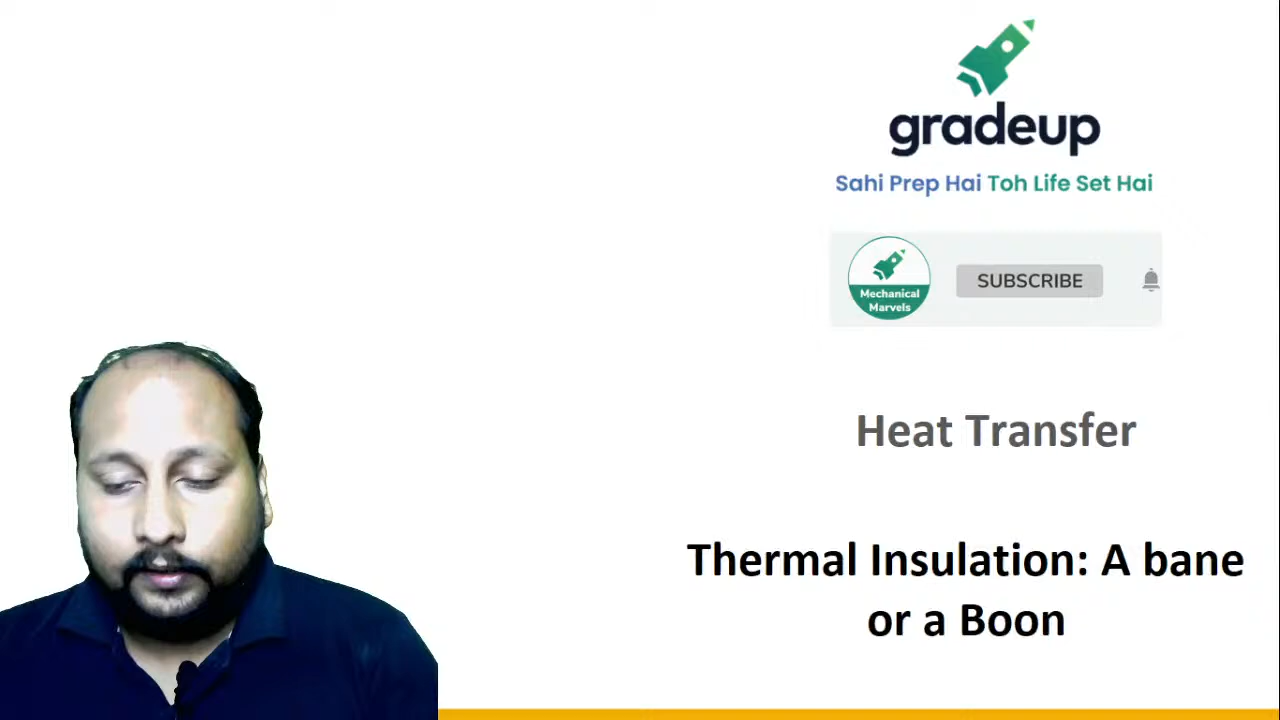 gradeup
Sahi Prep Hai Toh Life Set Hai
Mechanical
Marvels
SUBSCRIBE
Heat Transfer
Thermal Insulation: A bane
or a Boon